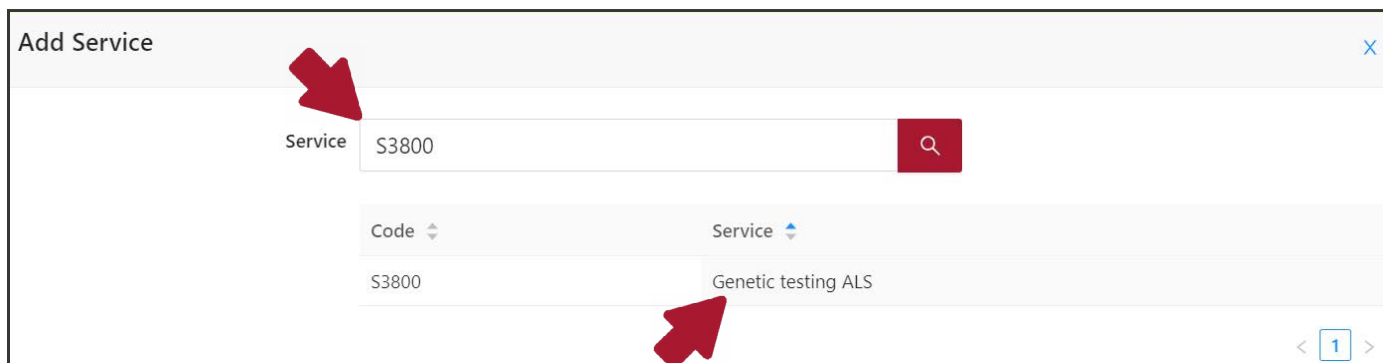 Add Service
X
Service S3800
Code Service
S3800 Genetic testing ALS
< 1 >